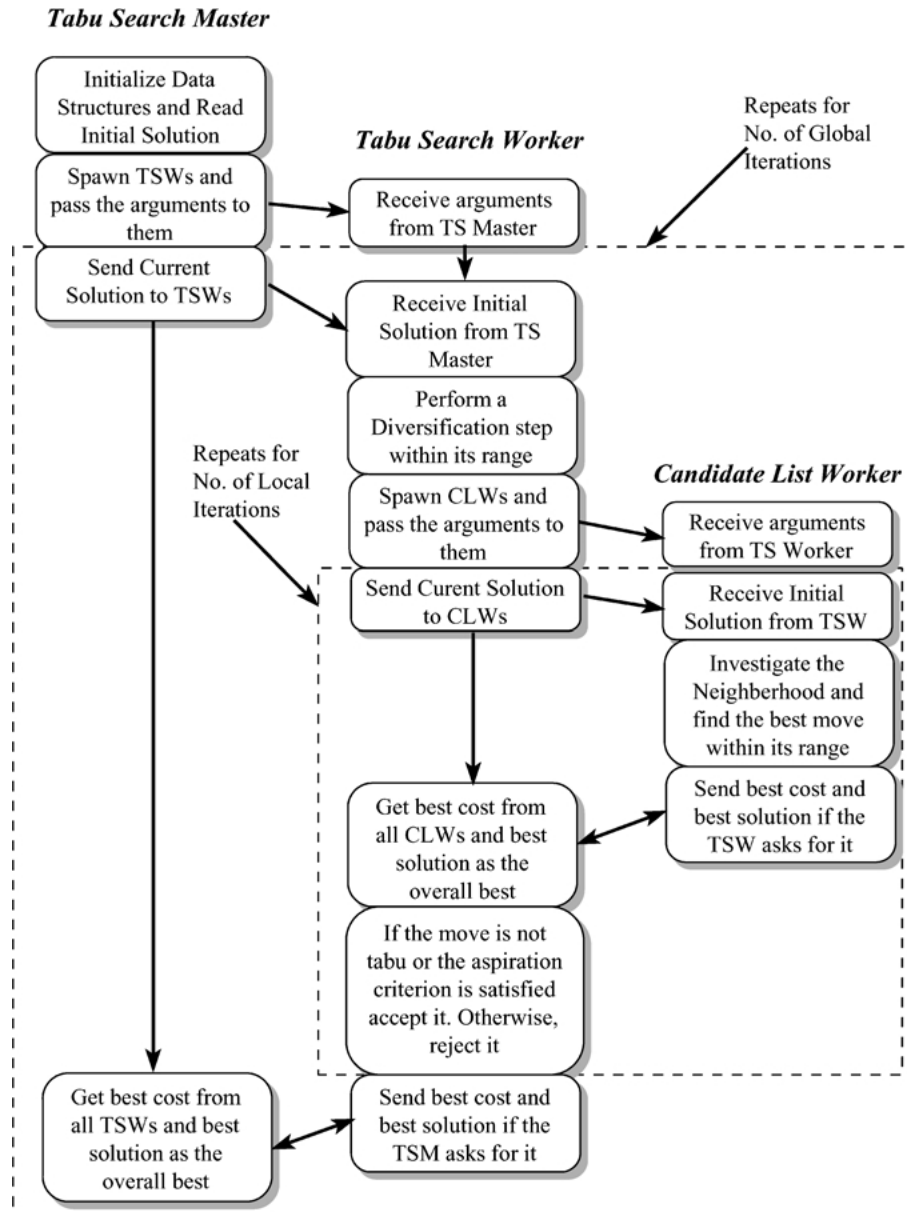 Tabu Search Master
Initialize Data
Structures and Read
Initial Solution
Spawn TSWs and
pass the arguments to
them
Send Current
Solution to TSWs
Get best cost from
all TSWs and best
solution as the
overall best
Tabu Search Worker
Receive arguments
from TS Master
Receive Initial
Solution from TS
Master
Perform a
Diversification step
within its range
Spawn CLWs and
pass the arguments to
them
Send Curent Solution
to CLWs
Get best cost from
all CLWs and best
solution as the
overall best
If the move is not
tabu or the aspiration
criterion is satisfied
accept it. Otherwise,
reject it
Send best cost and
best solution if the
TSM asks for it
Candidate List Worker
Receive arguments
from TS Worker
Receive Initial
Solution from TSW
Investigate the
Neighberhood and
find the best move
within its range
Send best cost and
best solution if the
TSW asks for it
Repeats for
No. of Global
Iterations
Repeats for
No. of Local
Iterations